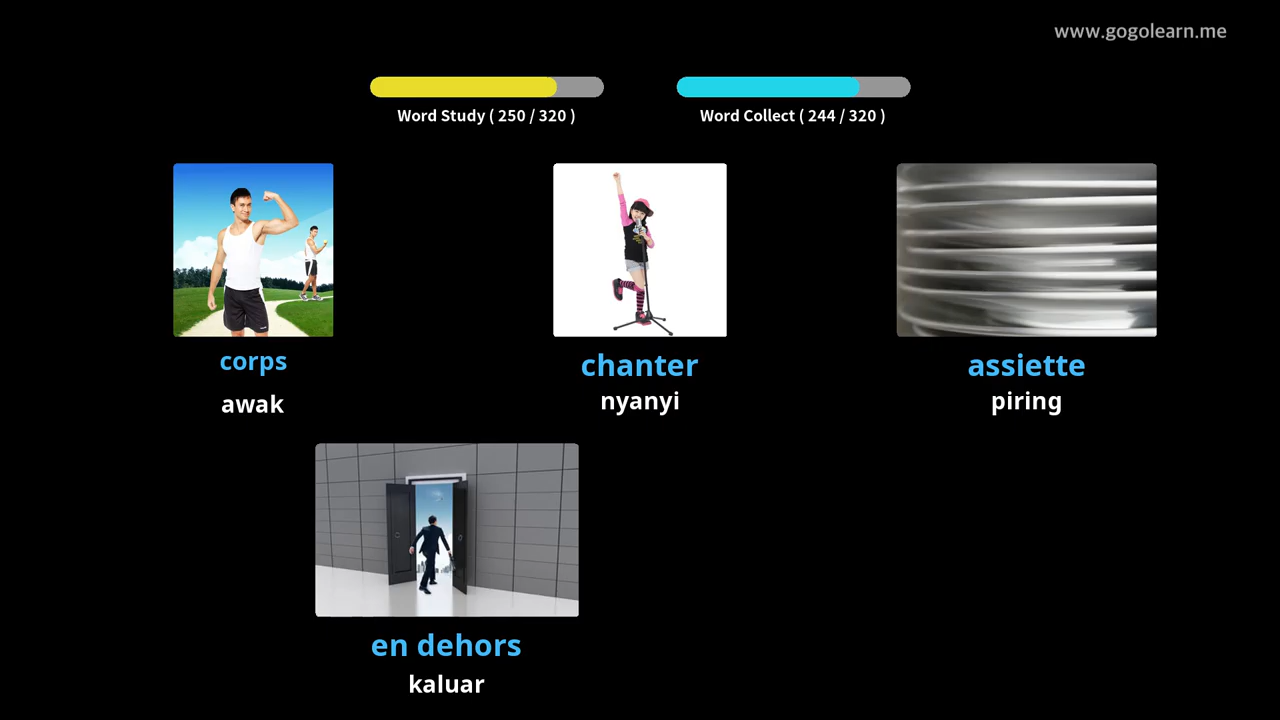 www.gogolearn.me
Word Study ( 250 / 320 )
Word Collect ( 244 / 320 )
corps
awak
chanter
nyanyi
assiette
piring
en dehors
kaluar